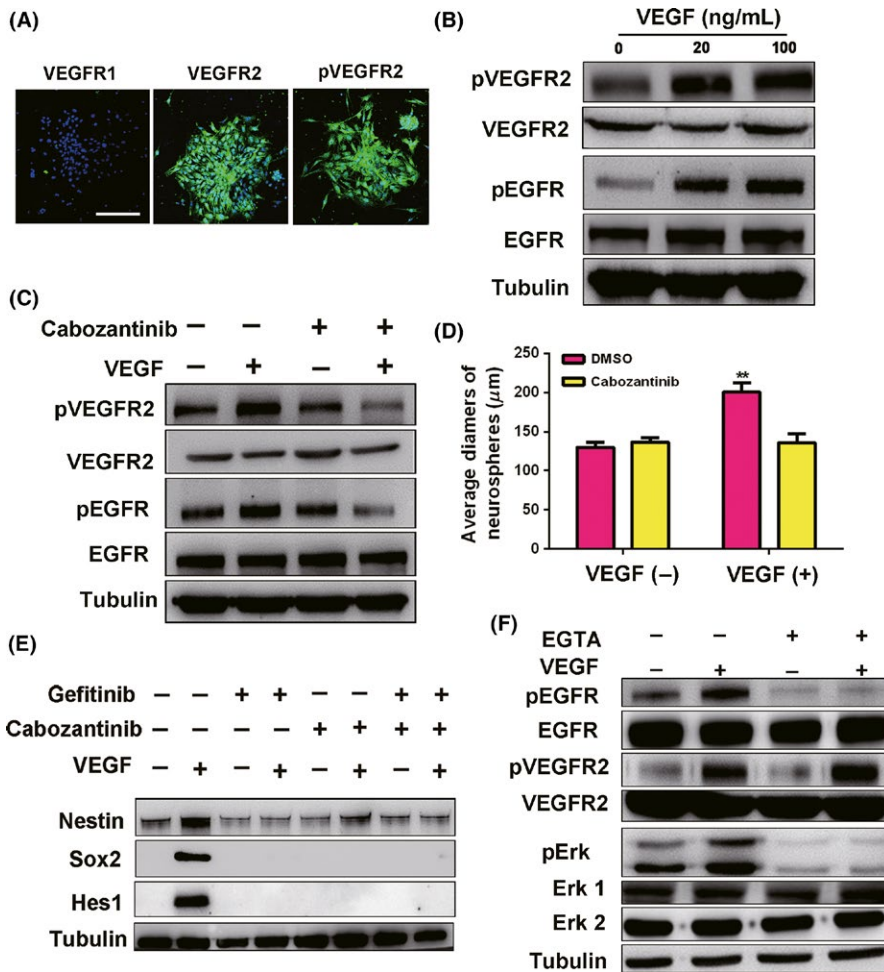 (A)
VEGFR1 VEGFR2 pVEGFR2
(B)
VEGF (ng/mL)
0 20 100
pVEGFR2
VEGFR2
pEGFR
EGFR
Tubulin
(C)
Cabozantinib – – + +
VEGF – + – +
pVEGFR2
VEGFR2
pEGFR
EGFR
Tubulin
(D)
Average diamers of
neurospheres (μm)
250
200
150
100
50
0
DMSO
Cabozantinib
**
VEGF (–) VEGF (+)
(E)
Gefitinib – – + + – – + +
Cabozantinib – – – – + + + +
VEGF – + – + – + – +
Nestin
Sox2
Hes1
Tubulin
(F)
EGTA – – + +
VEGF – + – +
pEGFR
EGFR
pVEGFR2
VEGFR2
pErk
Erk 1
Erk 2
Tubulin